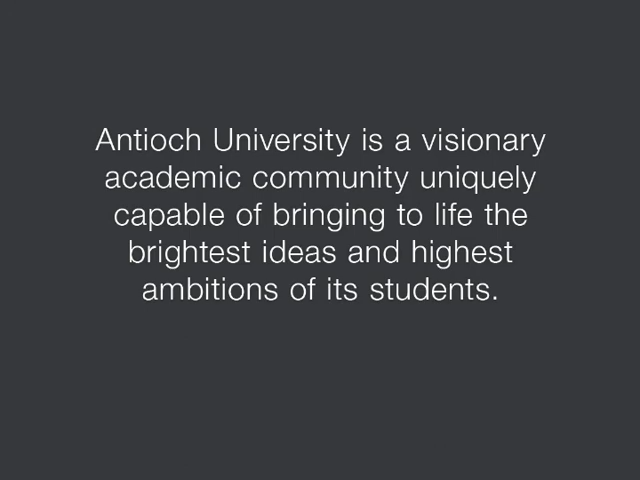 Antioch University is a visionary
academic community uniquely
capable of bringing to life the
brightest ideas and highest
ambitions of its students.